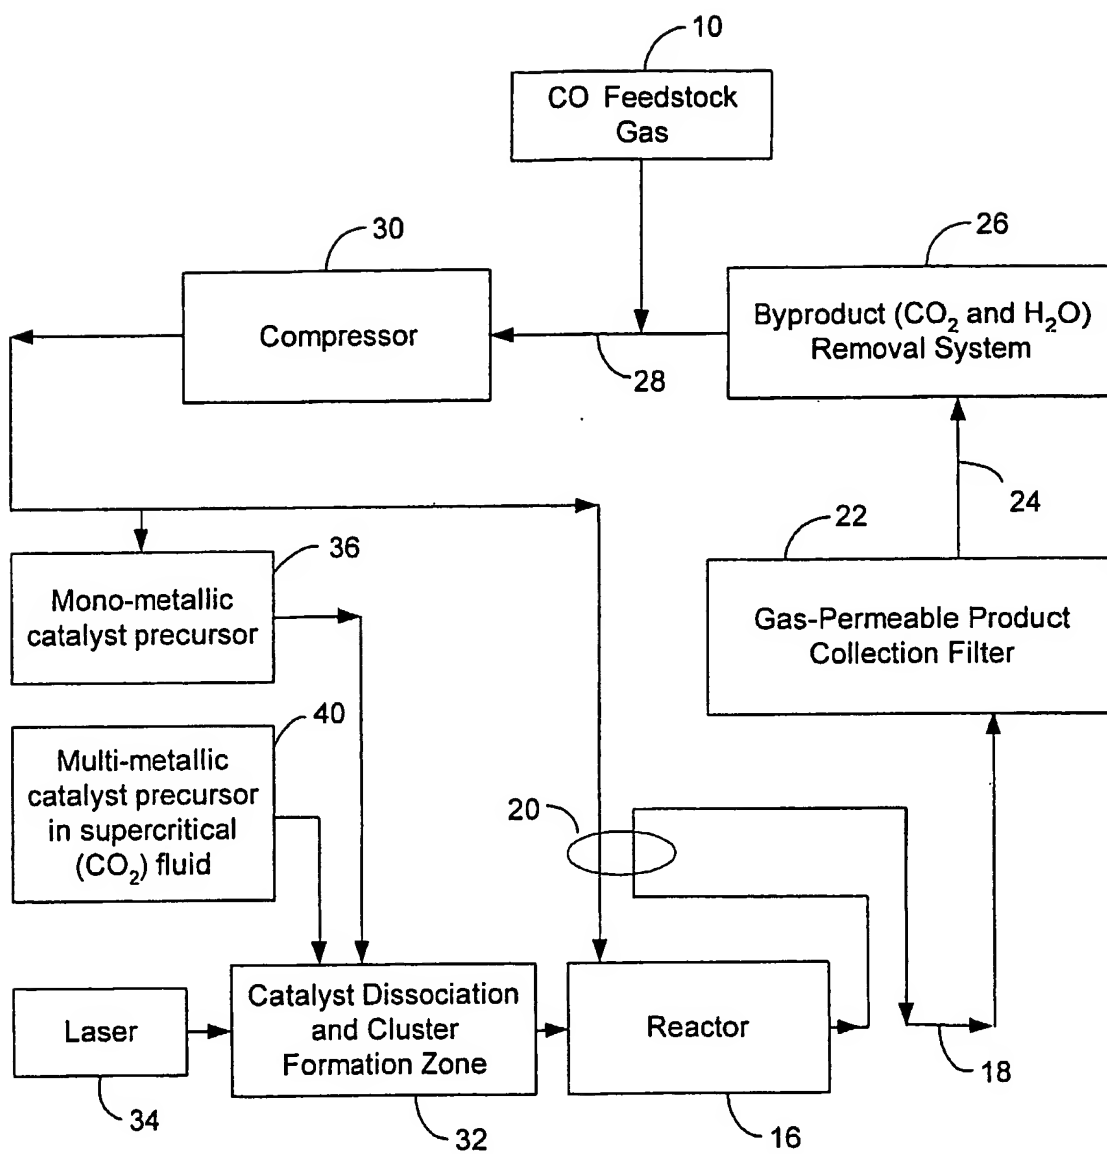 10
CO Feedstock
Gas
30
26
Compressor
Byproduct (CO₂ and H₂O)
Removal System
28
24
22
36
Mono-metallic
catalyst precursor
Gas-Permeable Product
Collection Filter
40
Multi-metallic
catalyst precursor
in supercritical
(CO₂) fluid
20
Laser
Catalyst Dissociation
and Cluster
Formation Zone
Reactor
18
34
32
16